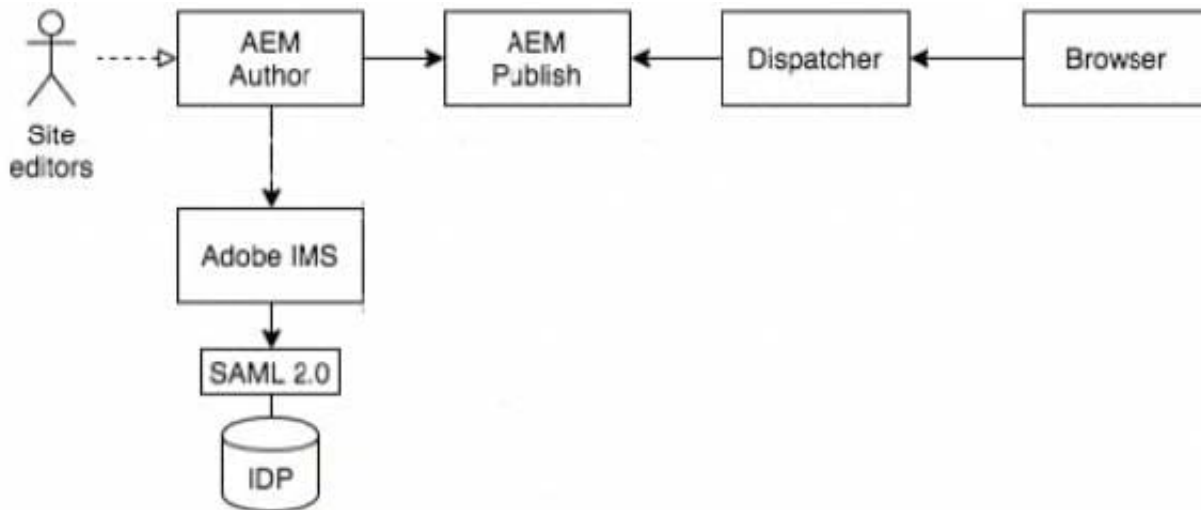 AEM
Author
AEM
Publish
Dispatcher
Browser
Site
editors
Adobe IMS
SAML 2.0
IDP